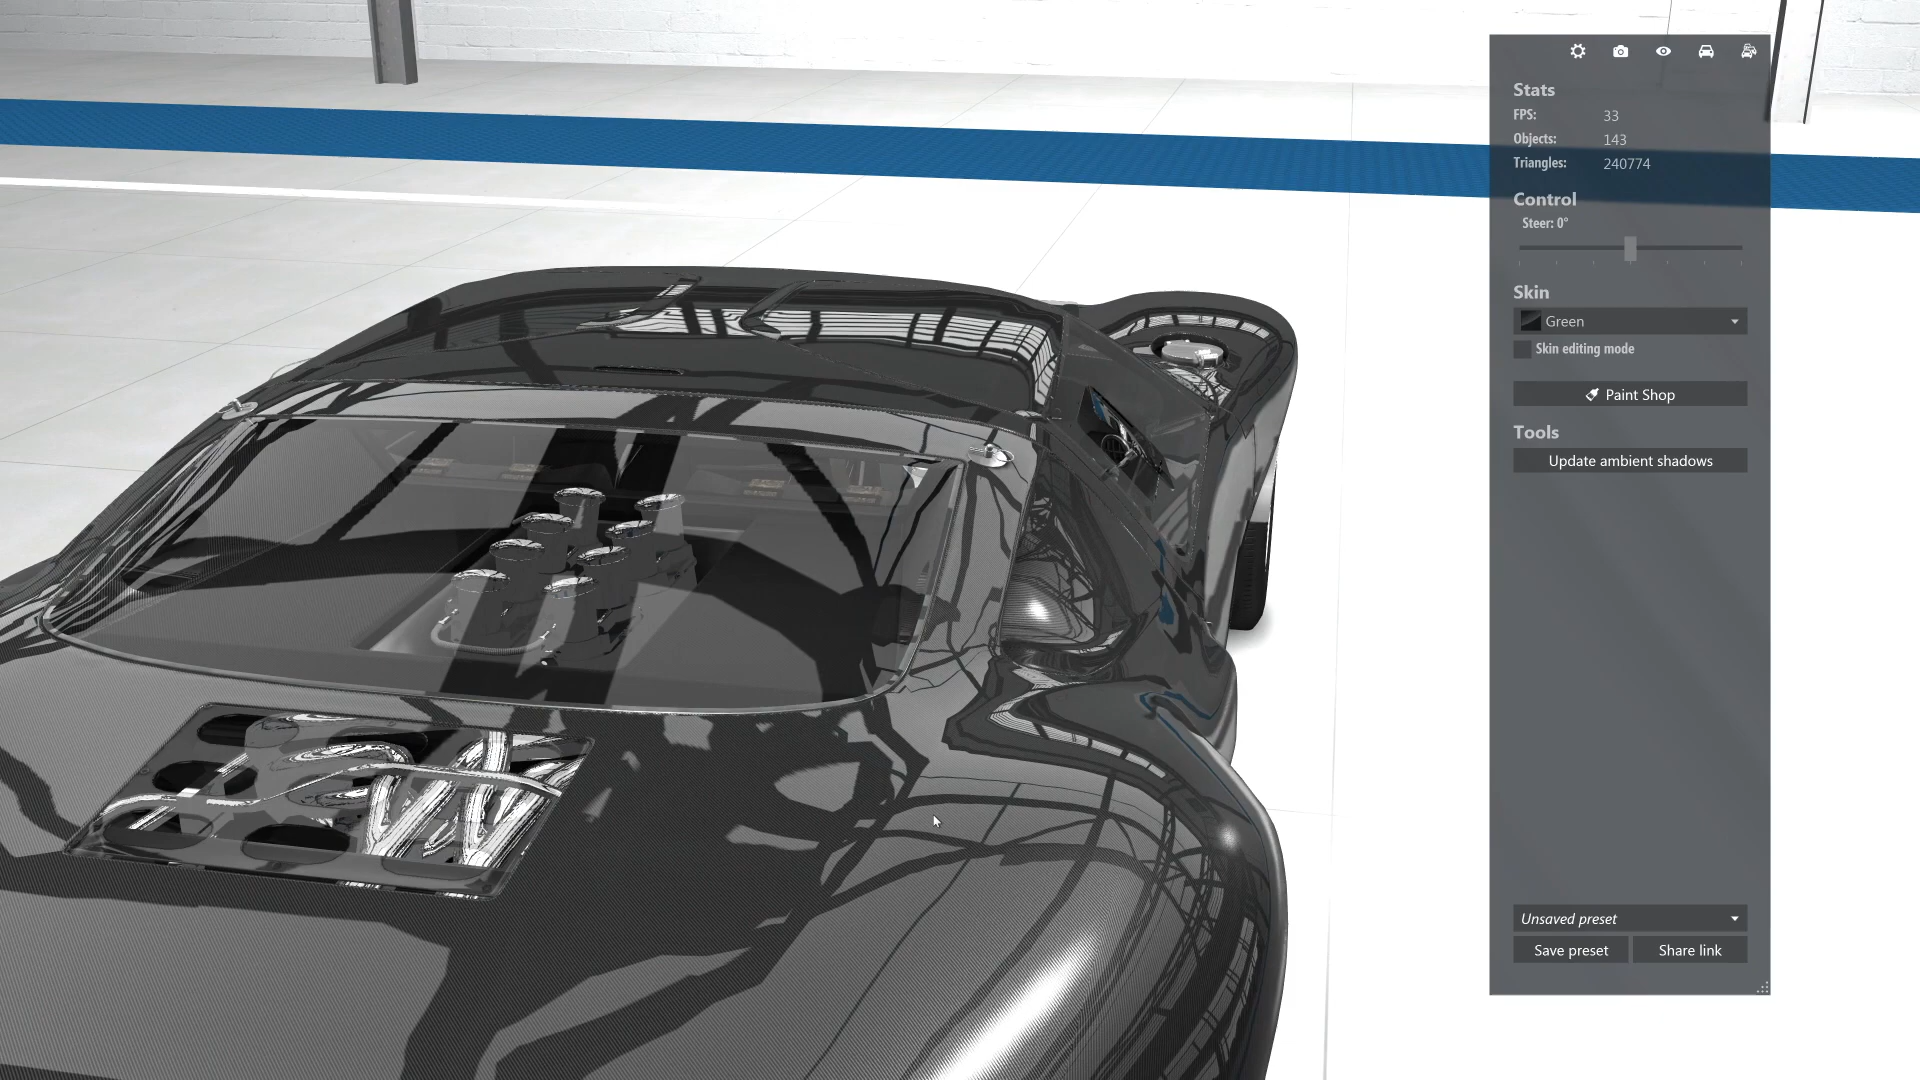 Stats
FPS: 33
Objects: 143
Triangles: 240774
Control
Steer: 0°
Skin
Green
Skin editing mode
Paint Shop
Tools
Update ambient shadows
Unsaved preset
Save preset Share link